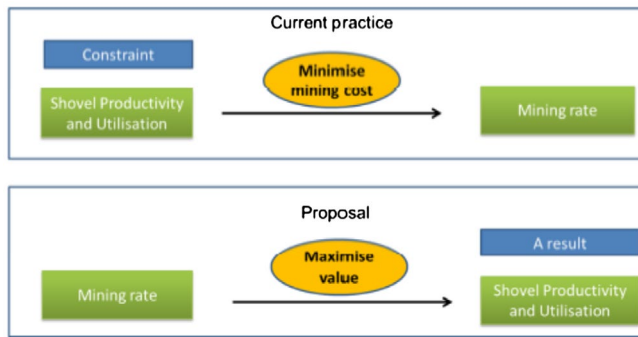 Current practice
Constraint
Shovel Productivity
and Utilisation
Minimise
mining cost
Mining rate
Proposal
Mining rate
Maximise
value
A result
Shovel Productivity
and Utilisation